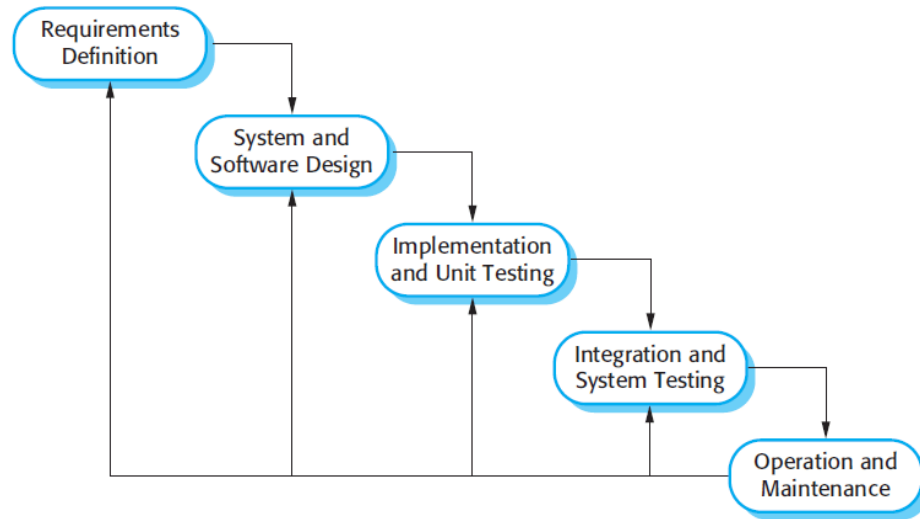 Requirements
Definition
System and
Software Design
Implementation
and Unit Testing
Integration and
System Testing
Operation and
Maintenance